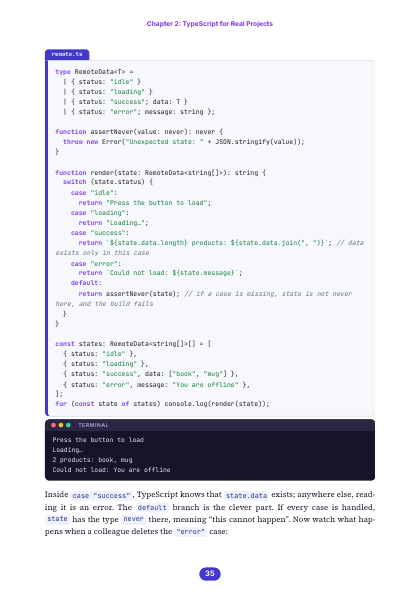 Chapter 2: TypeScript for Real Projects
remote.ts
type RemoteData<T> =
  | { status: "idle" }
  | { status: "loading" }
  | { status: "success"; data: T }
  | { status: "error"; message: string };

function assertNever(value: never): never {
  throw new Error("Unexpected state: " + JSON.stringify(value));
}

function render(state: RemoteData<string[]>): string {
  switch (state.status) {
    case "idle":
      return "Press the button to load";
    case "loading":
      return "Loading…";
    case "success":
      return `${state.data.length} products: ${state.data.join(", ")}`; // data
exists only in this case
    case "error":
      return `Could not load: ${state.message}`;
    default:
      return assertNever(state); // if a case is missing, state is not never
here, and the build fails
  }
}

const states: RemoteData<string[]>[] = [
  { status: "idle" },
  { status: "loading" },
  { status: "success", data: ["book", "mug"] },
  { status: "error", message: "You are offline" },
];
for (const state of states) console.log(render(state));
TERMINAL
Press the button to load
Loading…
2 products: book, mug
Could not load: You are offline
Inside case "success", TypeScript knows that state.data exists; anywhere else, read-
ing it is an error. The default branch is the clever part. If every case is handled,
state has the type never there, meaning “this cannot happen”. Now watch what hap-
pens when a colleague deletes the "error" case:
35